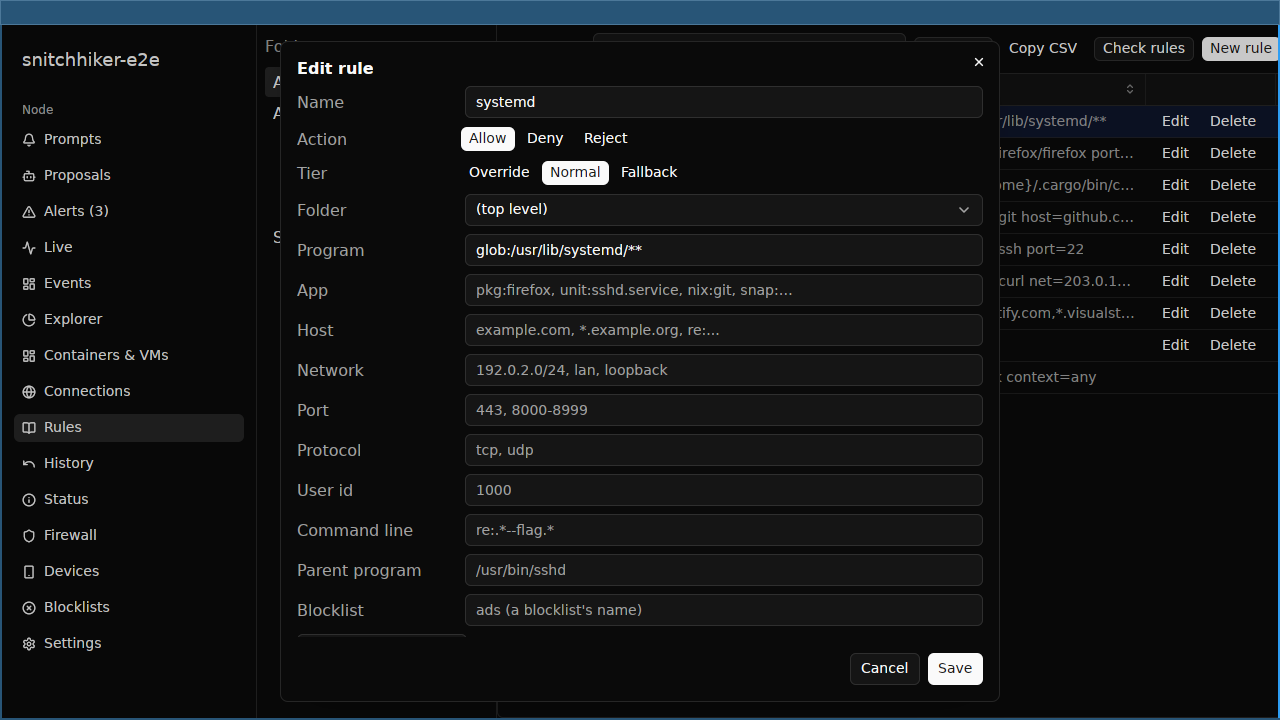 snitchhiker-e2e
Node
Prompts
Proposals
Alerts (3)
Live
Events
Explorer
Containers & VMs
Connections
Rules
History
Status
Firewall
Devices
Blocklists
Settings
Copy CSV
Check rules
New rule
Edit rule
×
Name
systemd
Action
Allow
Deny
Reject
Tier
Override
Normal
Fallback
Folder
(top level)
Program
glob:/usr/lib/systemd/**
App
pkg:firefox, unit:sshd.service, nix:git, snap:...
Host
example.com, *.example.org, re:...
Network
192.0.2.0/24, lan, loopback
Port
443, 8000-8999
Protocol
tcp, udp
User id
1000
Command line
re:.*--flag.*
Parent program
/usr/bin/sshd
Blocklist
ads (a blocklist's name)
Cancel
Save
/lib/systemd/** Edit Delete
irefox/firefox port... Edit Delete
ome}/.cargo/bin/c... Edit Delete
git host=github.c... Edit Delete
ssh port=22 Edit Delete
curl net=203.0.1... Edit Delete
tify.com,*.visualst... Edit Delete
Edit Delete
context=any